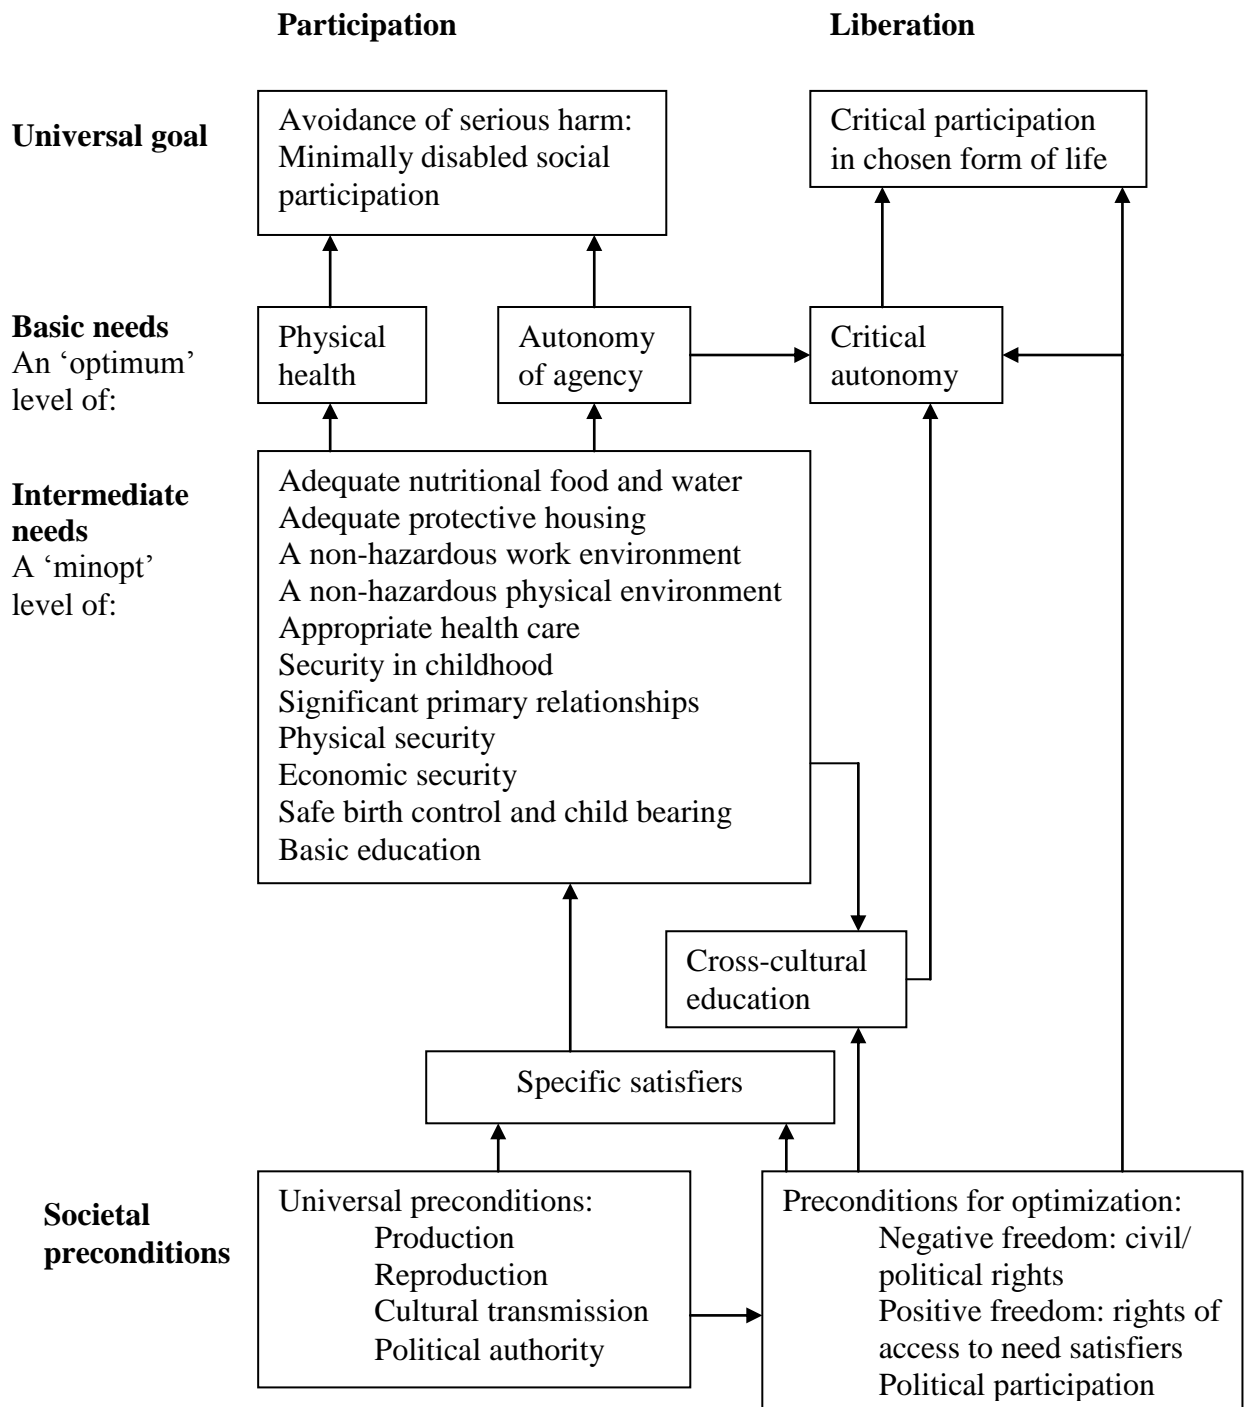 Participation
Liberation
Universal goal
Avoidance of serious harm:
Minimally disabled social
participation
Critical participation
in chosen form of life
Basic needs
An ‘optimum’
level of:
Physical
health
Autonomy
of agency
Critical
autonomy
Intermediate
needs
A ‘minopt’
level of:
Adequate nutritional food and water
Adequate protective housing
A non-hazardous work environment
A non-hazardous physical environment
Appropriate health care
Security in childhood
Significant primary relationships
Physical security
Economic security
Safe birth control and child bearing
Basic education
Cross-cultural
education
Specific satisfiers
Societal
preconditions
Universal preconditions:
Production
Reproduction
Cultural transmission
Political authority
Preconditions for optimization:
Negative freedom: civil/
political rights
Positive freedom: rights of
access to need satisfiers
Political participation